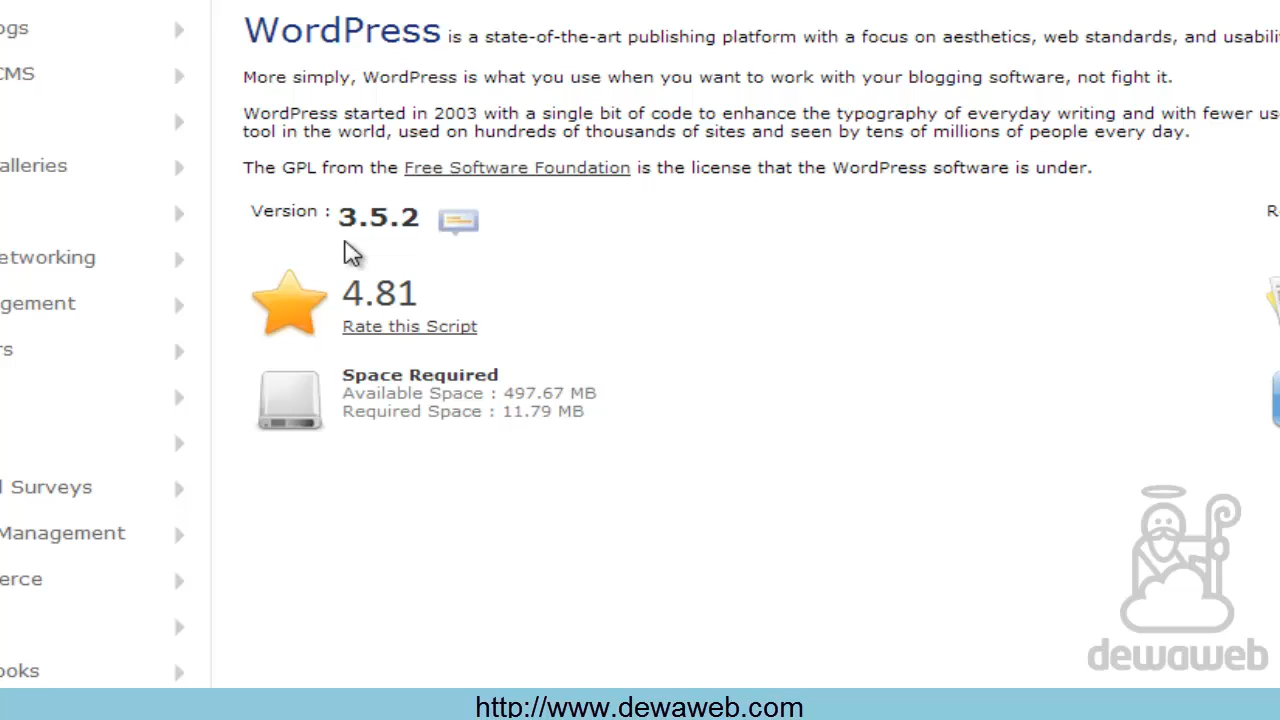 ogs
CMS
alleries
etworking
gement
rs
l Surveys
Management
erce
ooks
WordPress is a state-of-the-art publishing platform with a focus on aesthetics, web standards, and usabili
More simply, WordPress is what you use when you want to work with your blogging software, not fight it.
WordPress started in 2003 with a single bit of code to enhance the typography of everyday writing and with fewer us
tool in the world, used on hundreds of thousands of sites and seen by tens of millions of people every day.
The GPL from the Free Software Foundation is the license that the WordPress software is under.
Version : 3.5.2
R
4.81
Rate this Script
Space Required
Available Space : 497.67 MB
Required Space : 11.79 MB
dewaweb
http://www.dewaweb.com